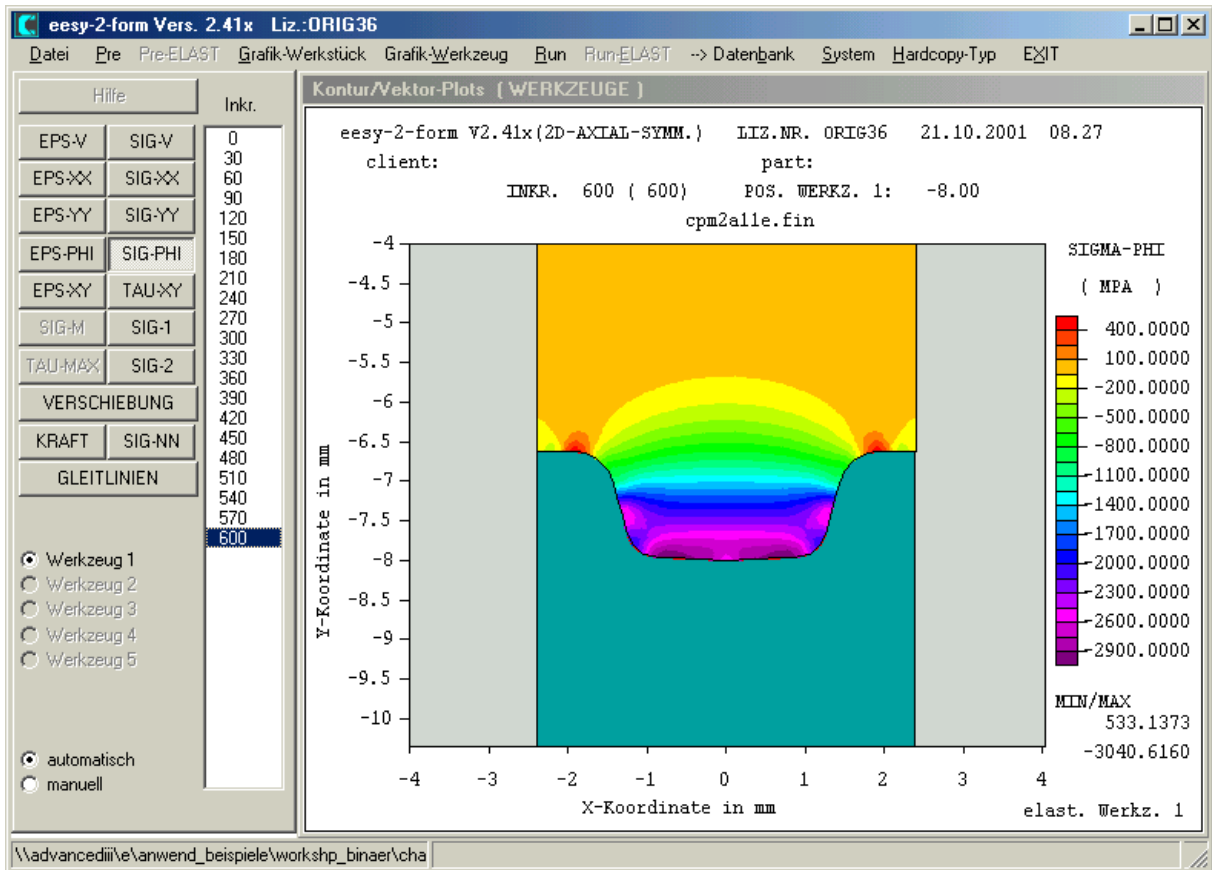 eesy-2-form Vers. 2.41x Liz.:ORIG36
Datei Pre Pre-ELAST Grafik-Werkstück Grafik-Werkzeug Run Run-ELAST --> Datenbank System Hardcopy-Typ EXIT
Hilfe
Inkr.
EPS-V SIG-V
EPS-XX SIG-XX
EPS-YY SIG-YY
EPS-PHI SIG-PHI
EPS-XY TAU-XY
SIG-M SIG-1
TAU-MAX SIG-2
VERSCHIEBUNG
KRAFT SIG-NN
GLEITLINIEN
0
30
60
90
120
150
180
210
240
270
300
330
360
390
420
450
480
510
540
570
600
Werkzeug 1
Werkzeug 2
Werkzeug 3
Werkzeug 4
Werkzeug 5
automatisch
manuell
Kontur/Vektor-Plots ( WERKZEUGE )
eesy-2-form V2.41x(2D-AXIAL-SYMM.) LIZ.NR. ORIG36 21.10.2001 08.27
client: part:
INKR. 600 ( 600) POS. WERKZ. 1: -8.00
cpm2alle.fin
-4
-4.5
-5
-5.5
-6
-6.5
-7
-7.5
-8
-8.5
-9
-9.5
-10
Y-Koordinate in mm
-4 -3 -2 -1 0 1 2 3 4
X-Koordinate in mm
SIGMA-PHI
( MPA )
400.0000
100.0000
-200.0000
-500.0000
-800.0000
-1100.0000
-1400.0000
-1700.0000
-2000.0000
-2300.0000
-2600.0000
-2900.0000
MIN/MAX
533.1373
-3040.6160
elast. Werkz. 1
\\advancediii\e\anwend_beispiele\workshp_binaer\cha